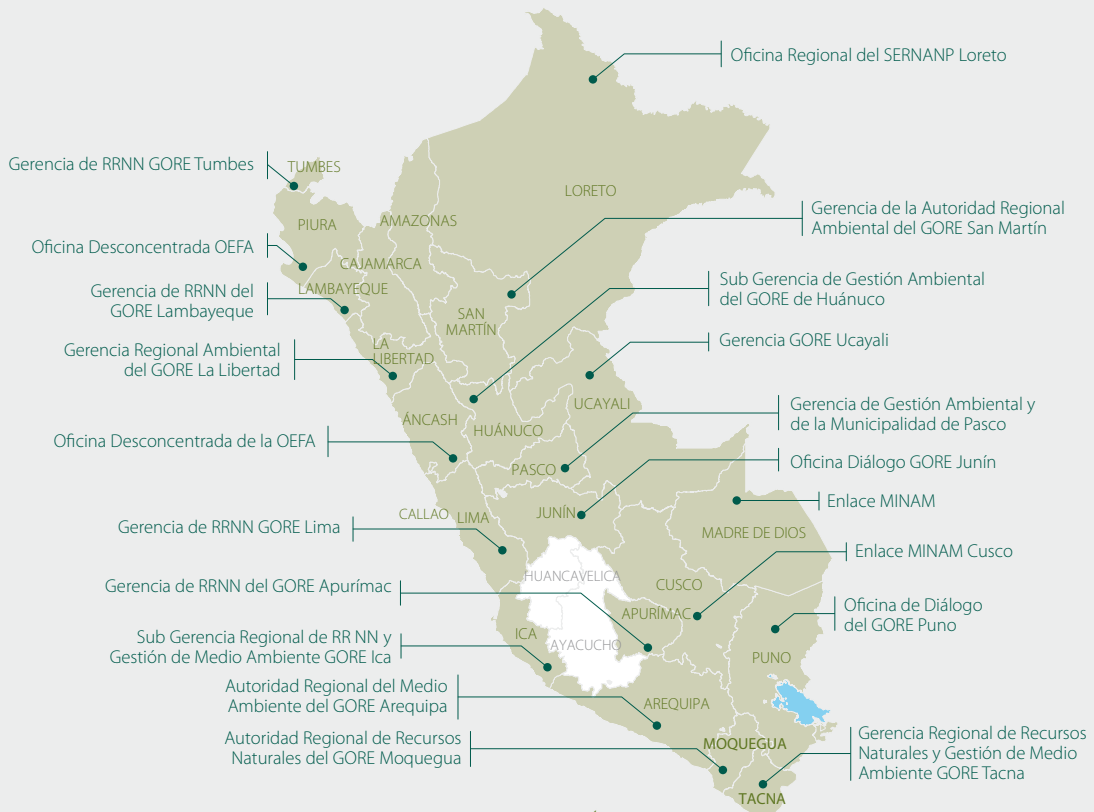 Oficina Regional del SERNANP Loreto
Gerencia de RRNN GORE Tumbes
TUMBES
LORETO
Gerencia de la Autoridad Regional
Ambiental del GORE San Martín
PIURA
AMAZONAS
Oficina Desconcentrada OEFA
CAJAMARCA
Sub Gerencia de Gestión Ambiental
del GORE de Huánuco
LAMBAYEQUE
Gerencia de RRNN del
GORE Lambayeque
SAN
MARTÍN
Gerencia GORE Ucayali
LA
LIBERTAD
Gerencia Regional Ambiental
del GORE La Libertad
UCAYALI
Gerencia de Gestión Ambiental y
de la Municipalidad de Pasco
ÁNCASH
HUÁNUCO
Oficina Desconcentrada de la OEFA
PASCO
Oficina Diálogo GORE Junín
Enlace MINAM
CALLAO
LIMA
JUNÍN
Gerencia de RRNN GORE Lima
MADRE DE DIOS
Enlace MINAM Cusco
HUANCAVELICA
CUSCO
Gerencia de RRNN del GORE Apurímac
APURÍMAC
Oficina de Diálogo
del GORE Puno
ICA
Sub Gerencia Regional de RR NN y
Gestión de Medio Ambiente GORE Ica
AYACUCHO
PUNO
Autoridad Regional del Medio
Ambiente del GORE Arequipa
AREQUIPA
Autoridad Regional de Recursos
Naturales del GORE Moquegua
MOQUEGUA
Gerencia Regional de Recursos
Naturales y Gestión de Medio
Ambiente GORE Tacna
TACNA